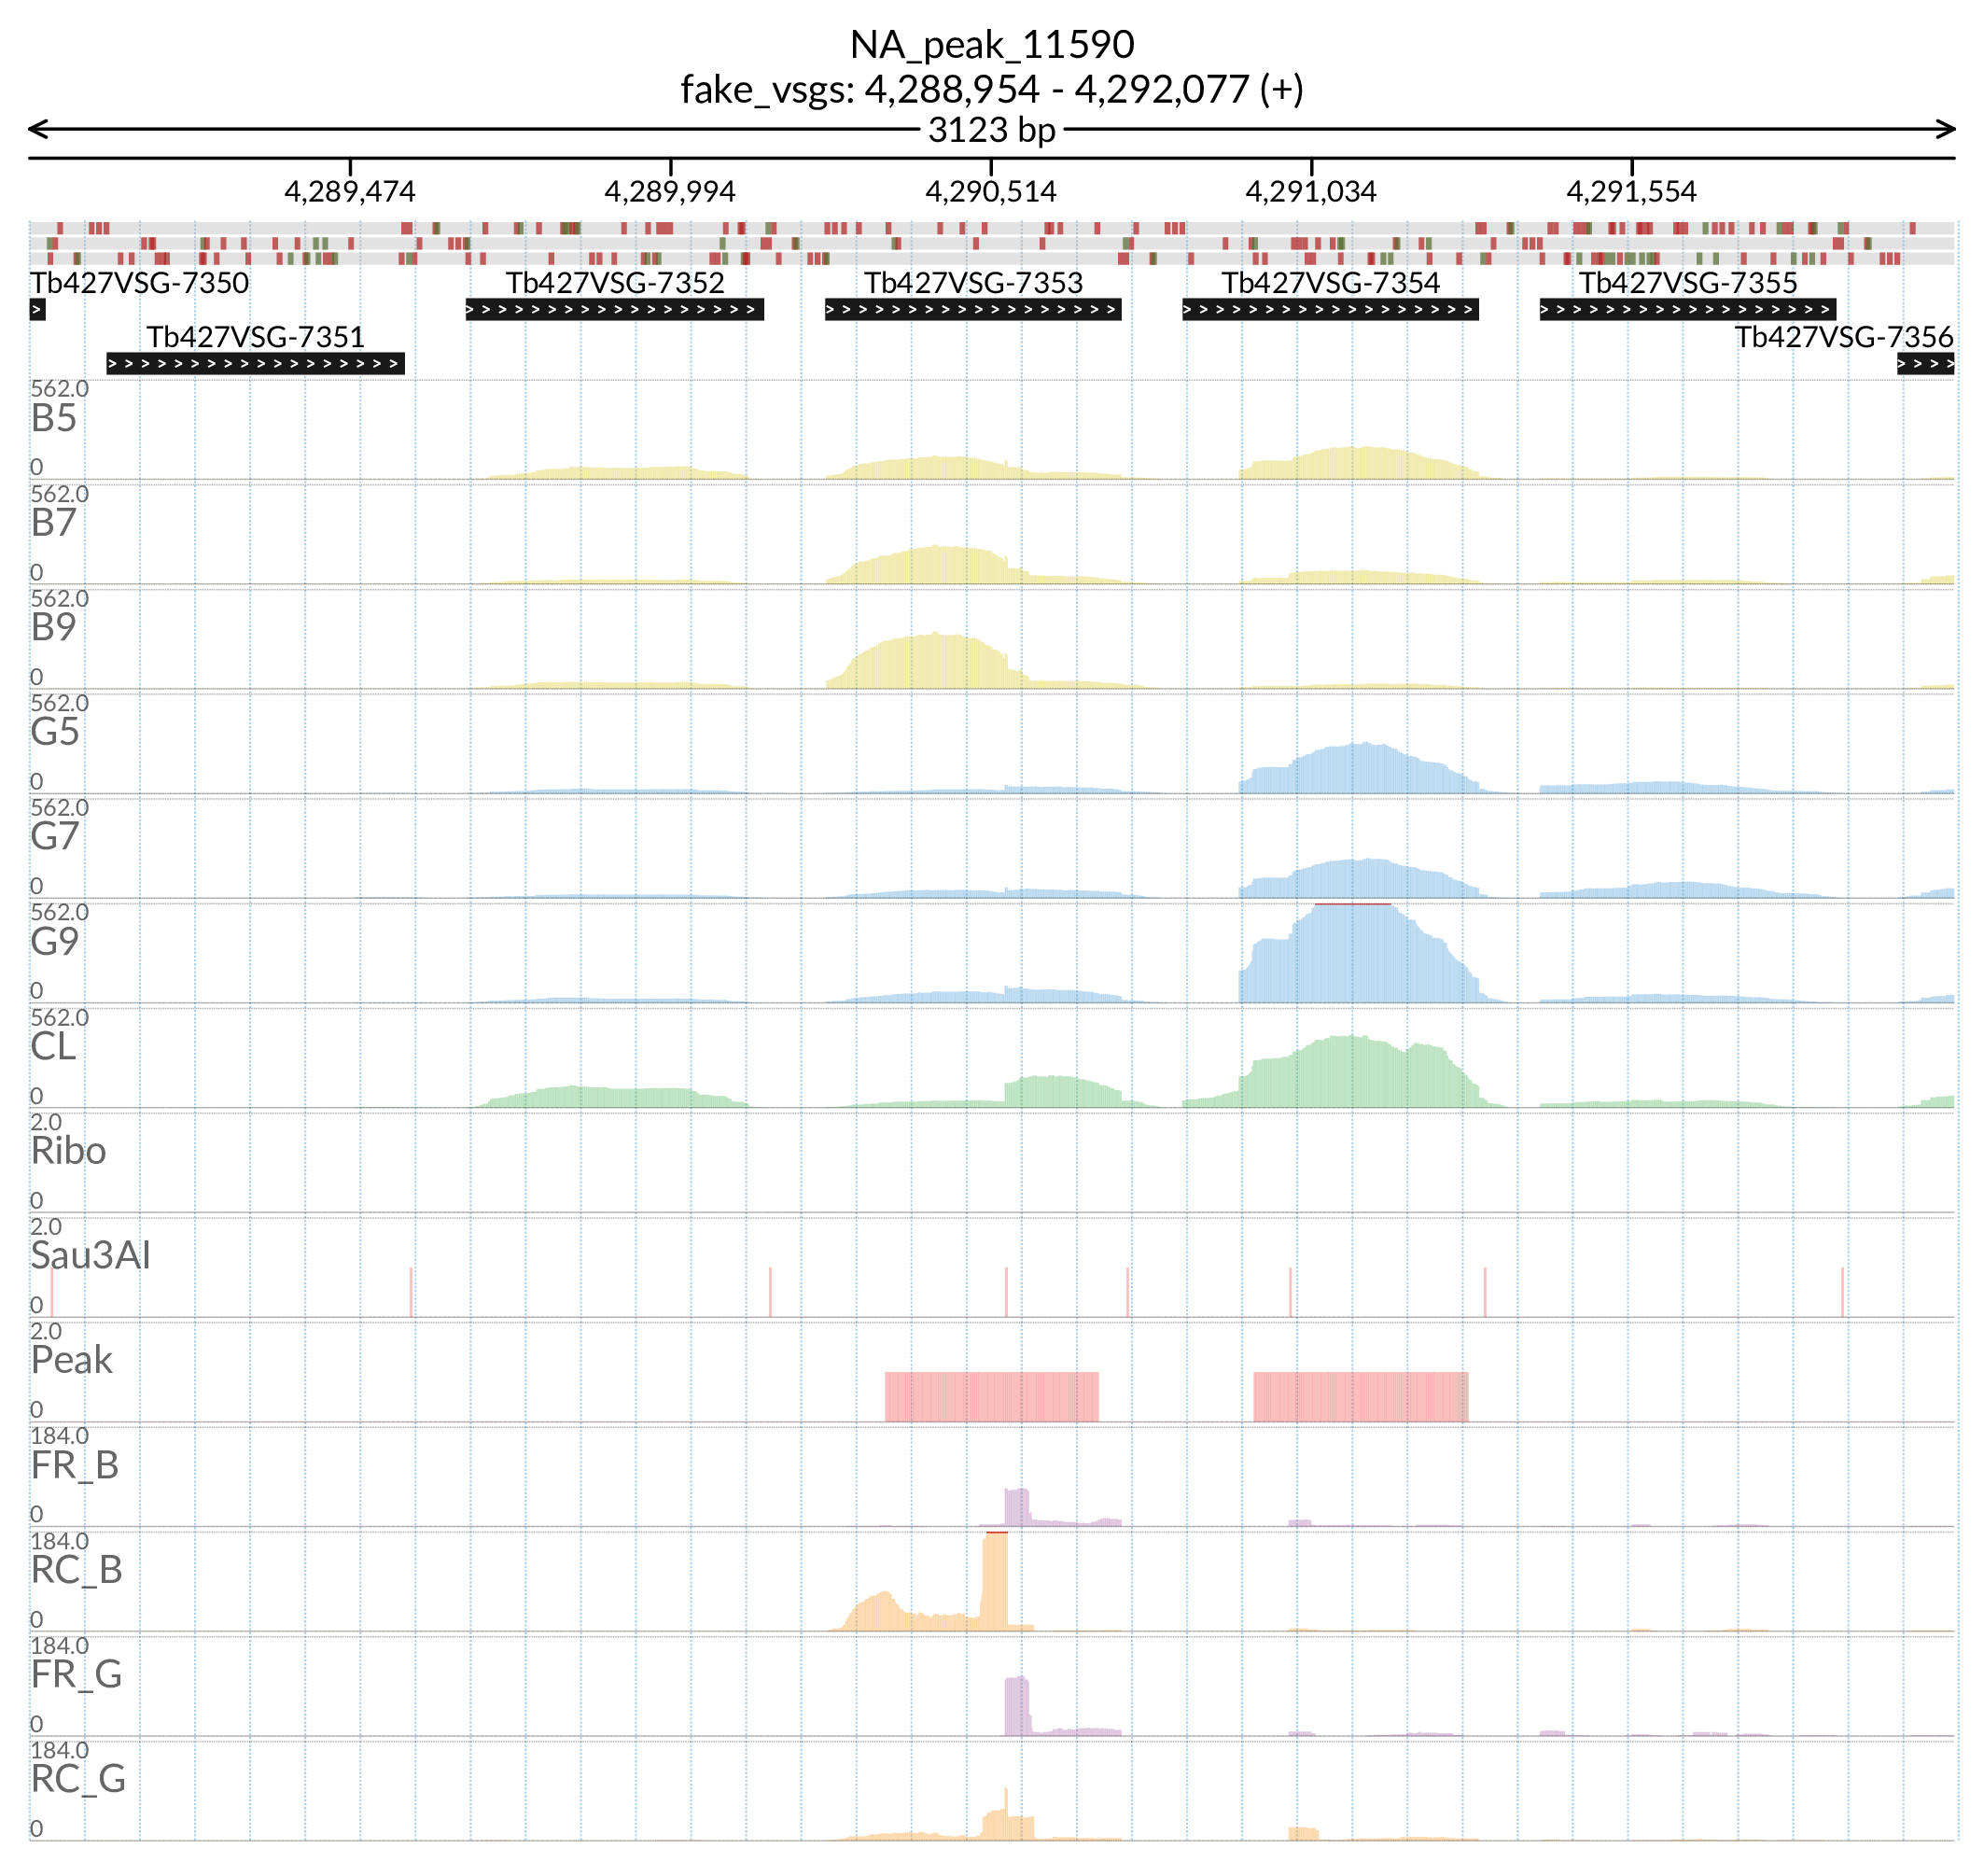 NA_peak_11590
fake_vsgs: 4,288,954 - 4,292,077 (+)
3123 bp
4,289,474 4,289,994 4,290,514 4,291,034 4,291,554
Tb427VSG-7350 Tb427VSG-7352 Tb427VSG-7353 Tb427VSG-7354 Tb427VSG-7355
Tb427VSG-7351 Tb427VSG-7356
562.0
B5
0
562.0
B7
0
562.0
B9
0
562.0
G5
0
562.0
G7
0
562.0
G9
0
562.0
CL
0
2.0
Ribo
0
2.0
Sau3AI
0
2.0
Peak
0
184.0
FR_B
0
184.0
RC_B
0
184.0
FR_G
0
184.0
RC_G
0